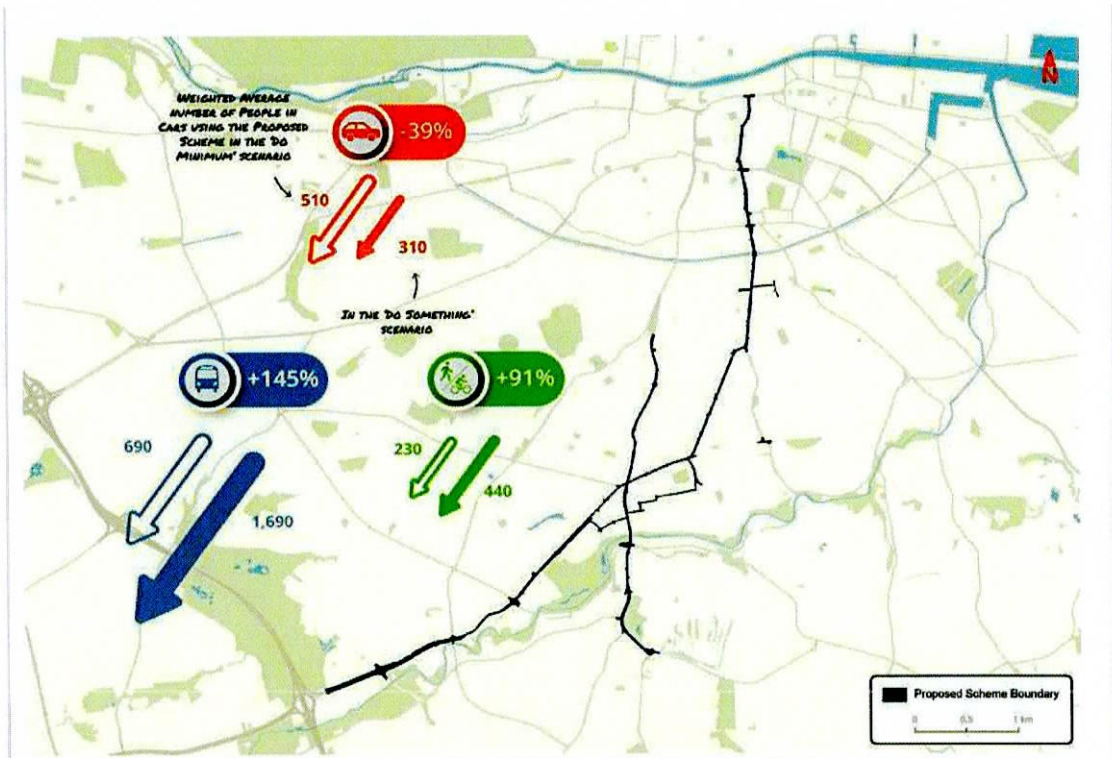 WEIGHTED AVERAGE
NUMBER OF PEOPLE IN
CARS USING THE PROPOSED
SCHEME IN THE 'DO
MINIMUM' SCENARIO
-39%
510
310
IN THE 'DO SOMETHING'
SCENARIO
+145%
690
1,690
+91%
230
440
N
Proposed Scheme Boundary
0 0.5 1 km